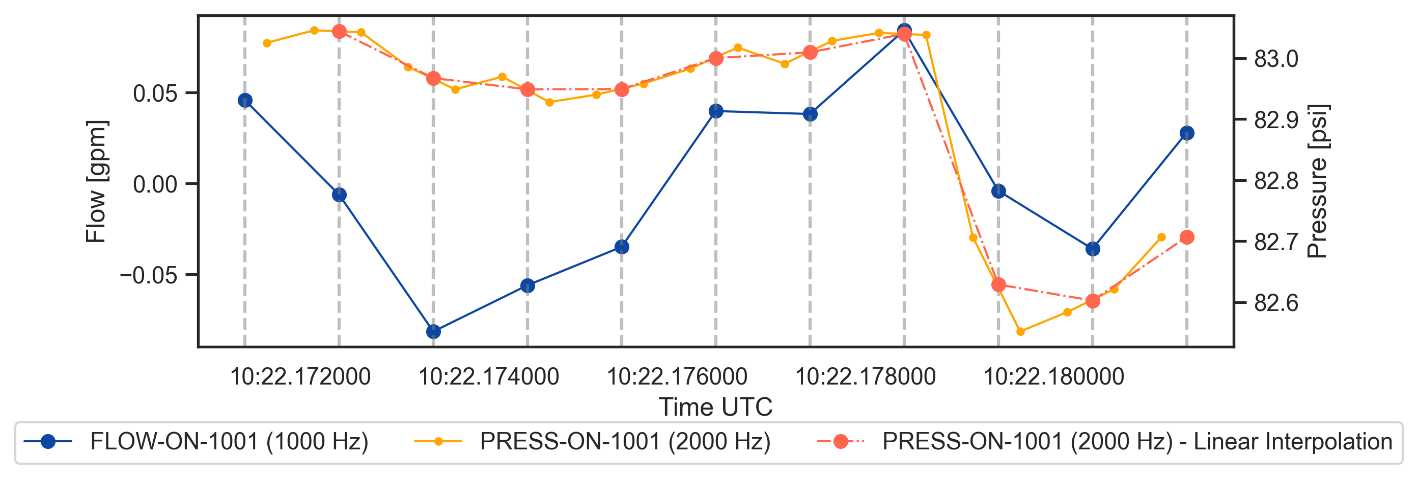 Flow [gpm]
0.05
0.00
−0.05
83.0
82.9
82.8
82.7
82.6
Pressure [psi]
10:22.172000 10:22.174000 10:22.176000 10:22.178000 10:22.180000
Time UTC
FLOW-ON-1001 (1000 Hz) PRESS-ON-1001 (2000 Hz) PRESS-ON-1001 (2000 Hz) - Linear Interpolation